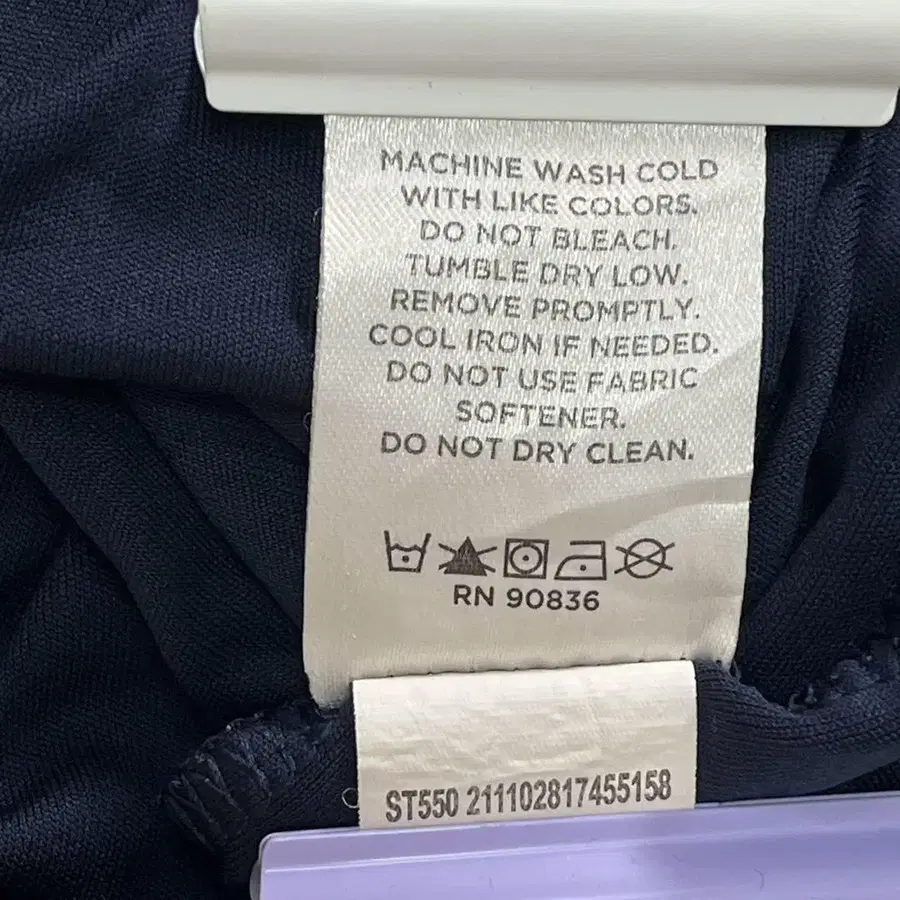 MACHINE WASH COLD
WITH LIKE COLORS.
DO NOT BLEACH.
TUMBLE DRY LOW.
REMOVE PROMPTLY.
COOL IRON IF NEEDED.
DO NOT USE FABRIC
SOFTENER.
DO NOT DRY CLEAN.
RN 90836
ST550 211102817455158